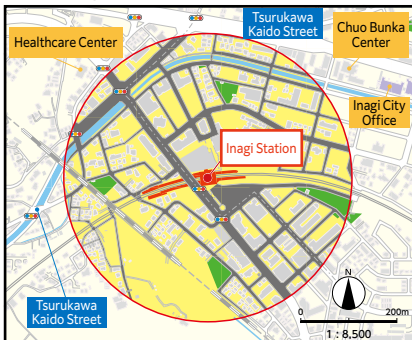 Tsurukawa
Kaido Street
Healthcare Center
Chuo Bunka
Center
Inagi City
Office
Inagi Station
Tsurukawa
Kaido Street
N
0
200m
1 : 8,500